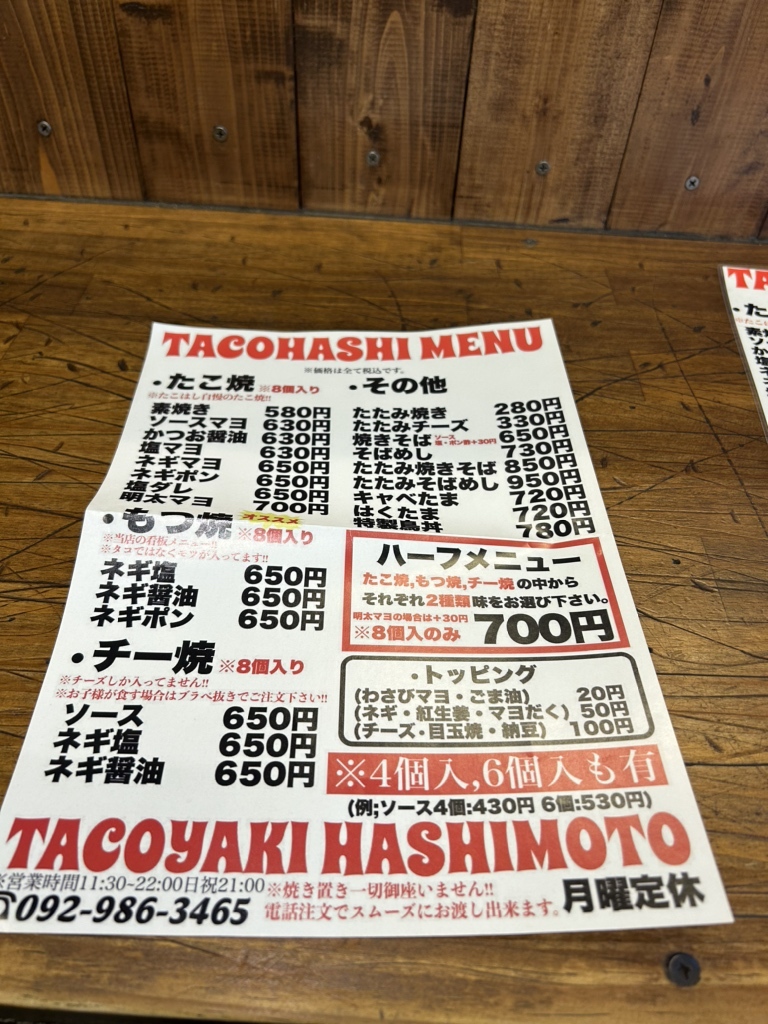 TACOHASHI MENU
※価格は全て税込です。
・たこ焼 ※8個入り
※たこはし自慢のたこ焼!!
素焼き 580円
ソースマヨ 630円
かつお醤油 630円
塩マヨ 630円
ネギマヨ 650円
ネギポン 650円
塩ダレ 650円
明太マヨ 700円
・その他
たたみ焼き 280円
たたみチーズ 330円
焼きそば ソース 塩・ポン酢+30円 650円
そばめし 730円
たたみ焼きそば 850円
たたみそばめし 950円
キャベたま 720円
はくたま 720円
特製鳥丼 780円
・もつ焼 オススメ ※8個入り
※当店の看板メニュー!!
※タコではなくモツが入ってます!!
ネギ塩 650円
ネギ醤油 650円
ネギポン 650円
・チー焼 ※8個入り
※チーズしか入ってません!!
※お子様が食す場合はブラペ抜きでご注文下さい!!
ソース 650円
ネギ塩 650円
ネギ醤油 650円
ハーフメニュー
たこ焼,もつ焼,チー焼の中から
それぞれ2種類味をお選び下さい。
明太マヨの場合は+30円
※8個入のみ 700円
・トッピング
(わさびマヨ・ごま油) 20円
(ネギ・紅生姜・マヨだく) 50円
(チーズ・目玉焼・納豆) 100円
※4個入,6個入も有
(例;ソース4個:430円 6個:530円)
TACOYAKI HASHIMOTO
※営業時間11:30~22:00日祝21:00
☎092-986-3465
※焼き置き一切御座いません!!
電話注文でスムーズにお渡し出来ます。
月曜定休
TA
・た